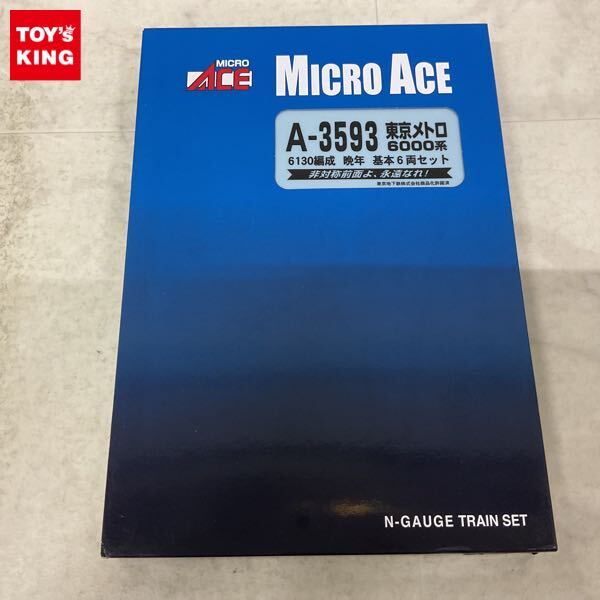 TOY's
KING
MICRO
ACE
MICRO ACE
A-3593 東京メトロ
6000系
6130編成 晩年 基本6両セット
非対称前面よ、永遠なれ!
東京地下鉄株式会社商品化許諾済
N-GAUGE TRAIN SET